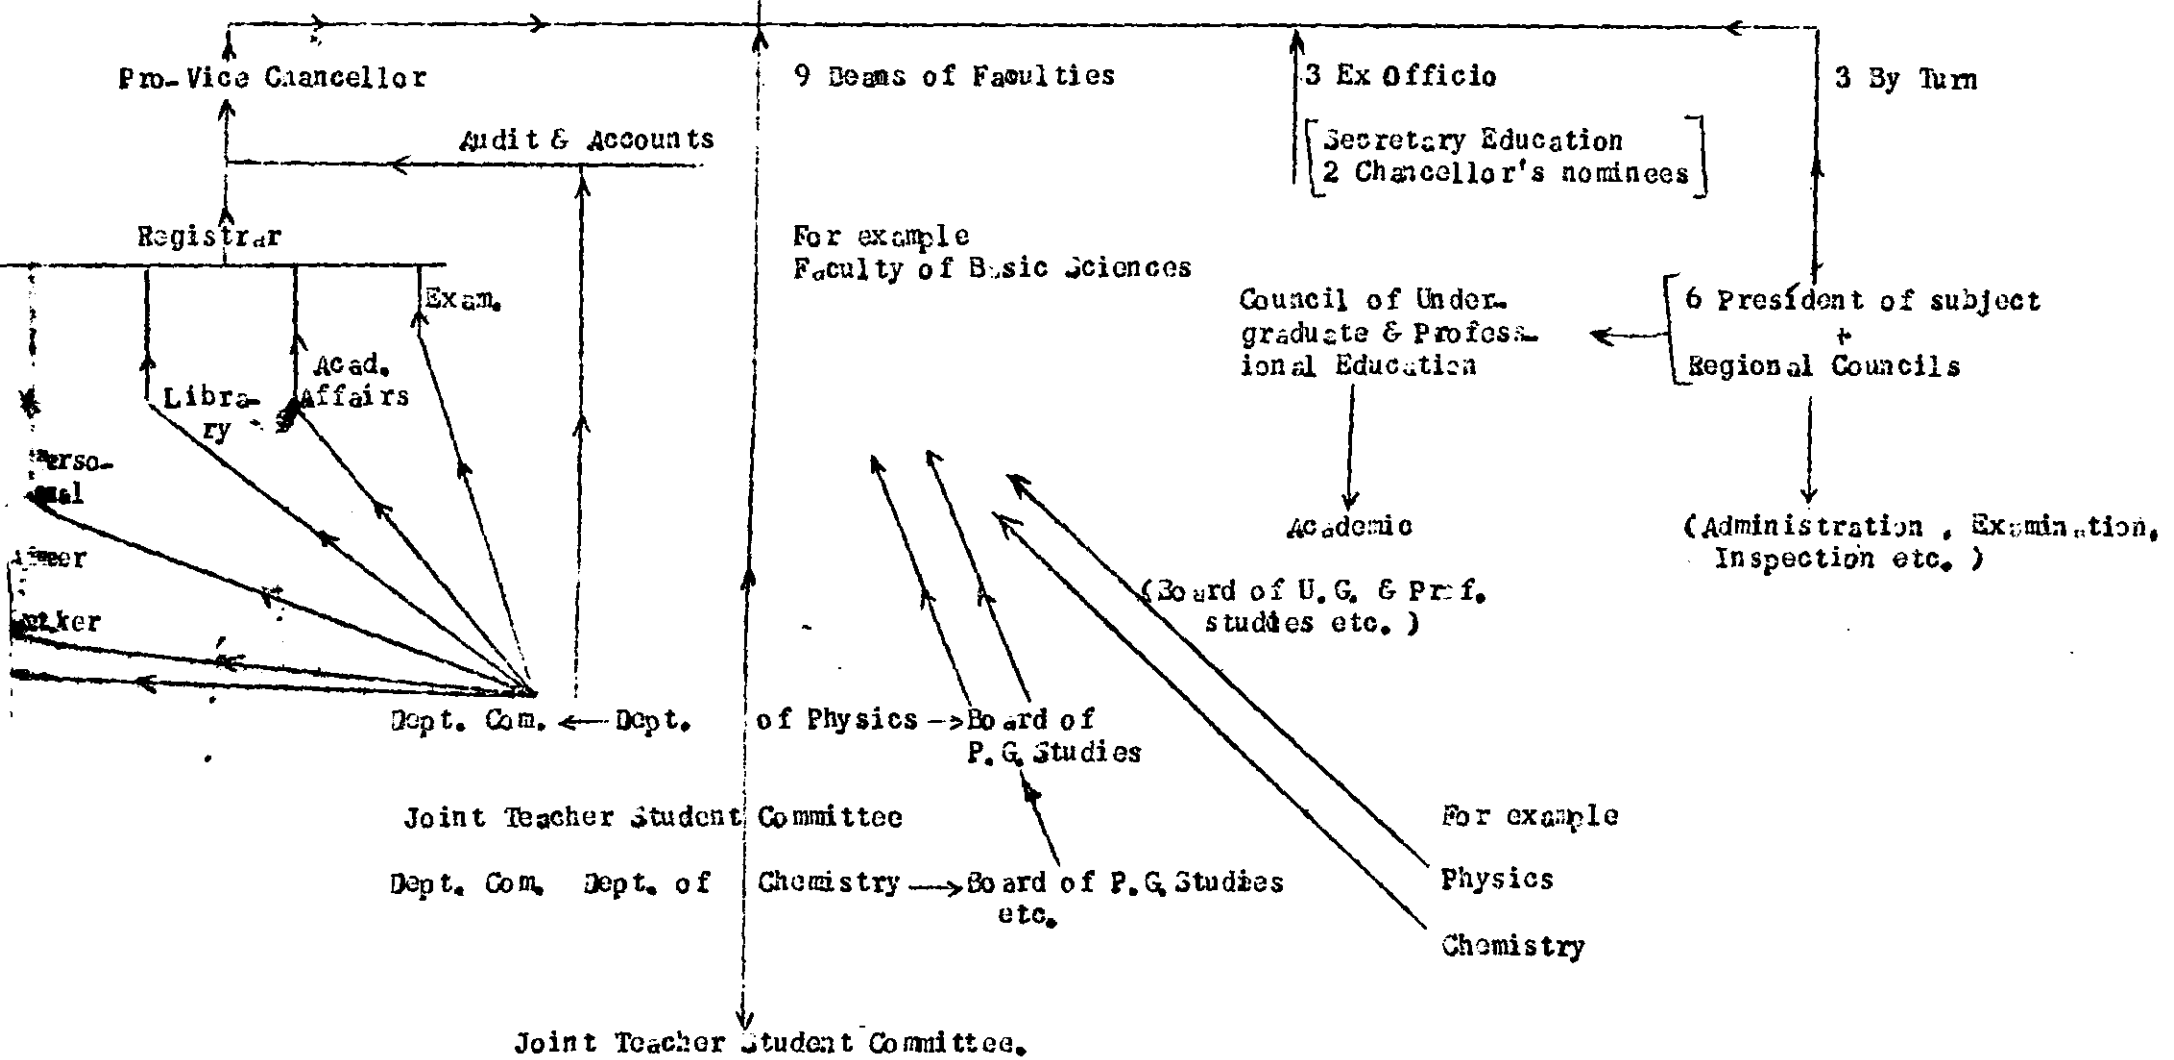 Pro-Vice Chancellor
9 Deans of Faculties
3 Ex Officio
3 By Turn
Audit & Accounts
Secretary Education
2 Chancellor's nominees
Registrar
For example
Faculty of Basic Sciences
Exam.
Council of Under-
graduate & Profess-
ional Education
6 President of subject
+
Regional Councils
Acad.
Affairs
Libra-
ry
Academic
(Administration, Examination,
Inspection etc.)
(Board of U.G. & Prof.
studies etc.)
Dept. Com.
Dept. of Physics
Board of
P.G. Studies
Joint Teacher Student Committee
For example
Dept. Com. Dept. of Chemistry
Board of P.G. Studies
etc.
Physics
Chemistry
Joint Teacher Student Committee.